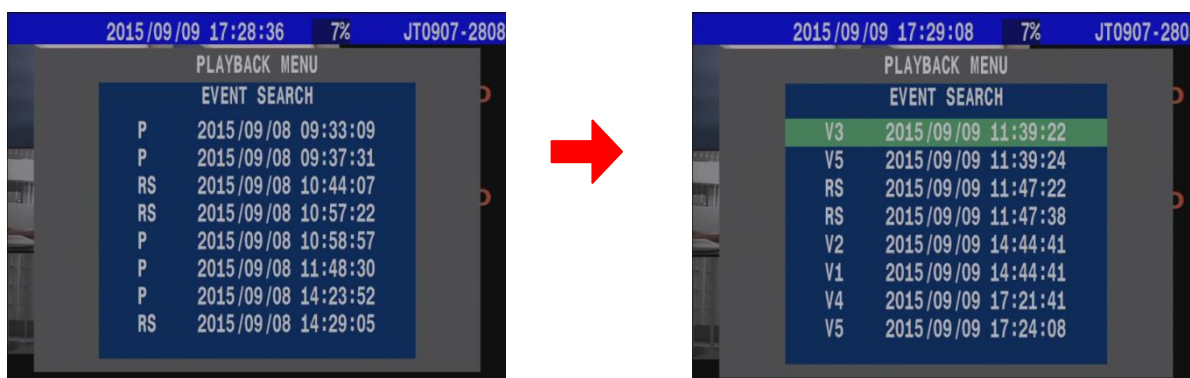 2015/09/09 17:28:36 7% JT0907-2808
PLAYBACK MENU
EVENT SEARCH
P 2015/09/08 09:33:09
P 2015/09/08 09:37:31
RS 2015/09/08 10:44:07
RS 2015/09/08 10:57:22
P 2015/09/08 10:58:57
P 2015/09/08 11:48:30
P 2015/09/08 14:23:52
RS 2015/09/08 14:29:05
2015/09/09 17:29:08 7% JT0907-280
PLAYBACK MENU
EVENT SEARCH
V3 2015/09/09 11:39:22
V5 2015/09/09 11:39:24
RS 2015/09/09 11:47:22
RS 2015/09/09 11:47:38
V2 2015/09/09 14:44:41
V1 2015/09/09 14:44:41
V4 2015/09/09 17:21:41
V5 2015/09/09 17:24:08